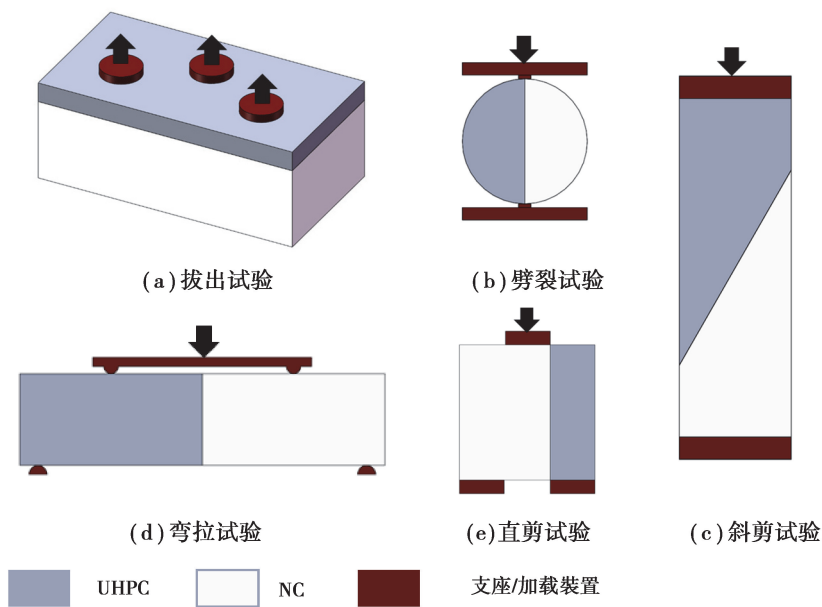 (a)拔出试验
(b)劈裂试验
(d)弯拉试验
(e)直剪试验
(c)斜剪试验
UHPC
NC
支座/加载装置